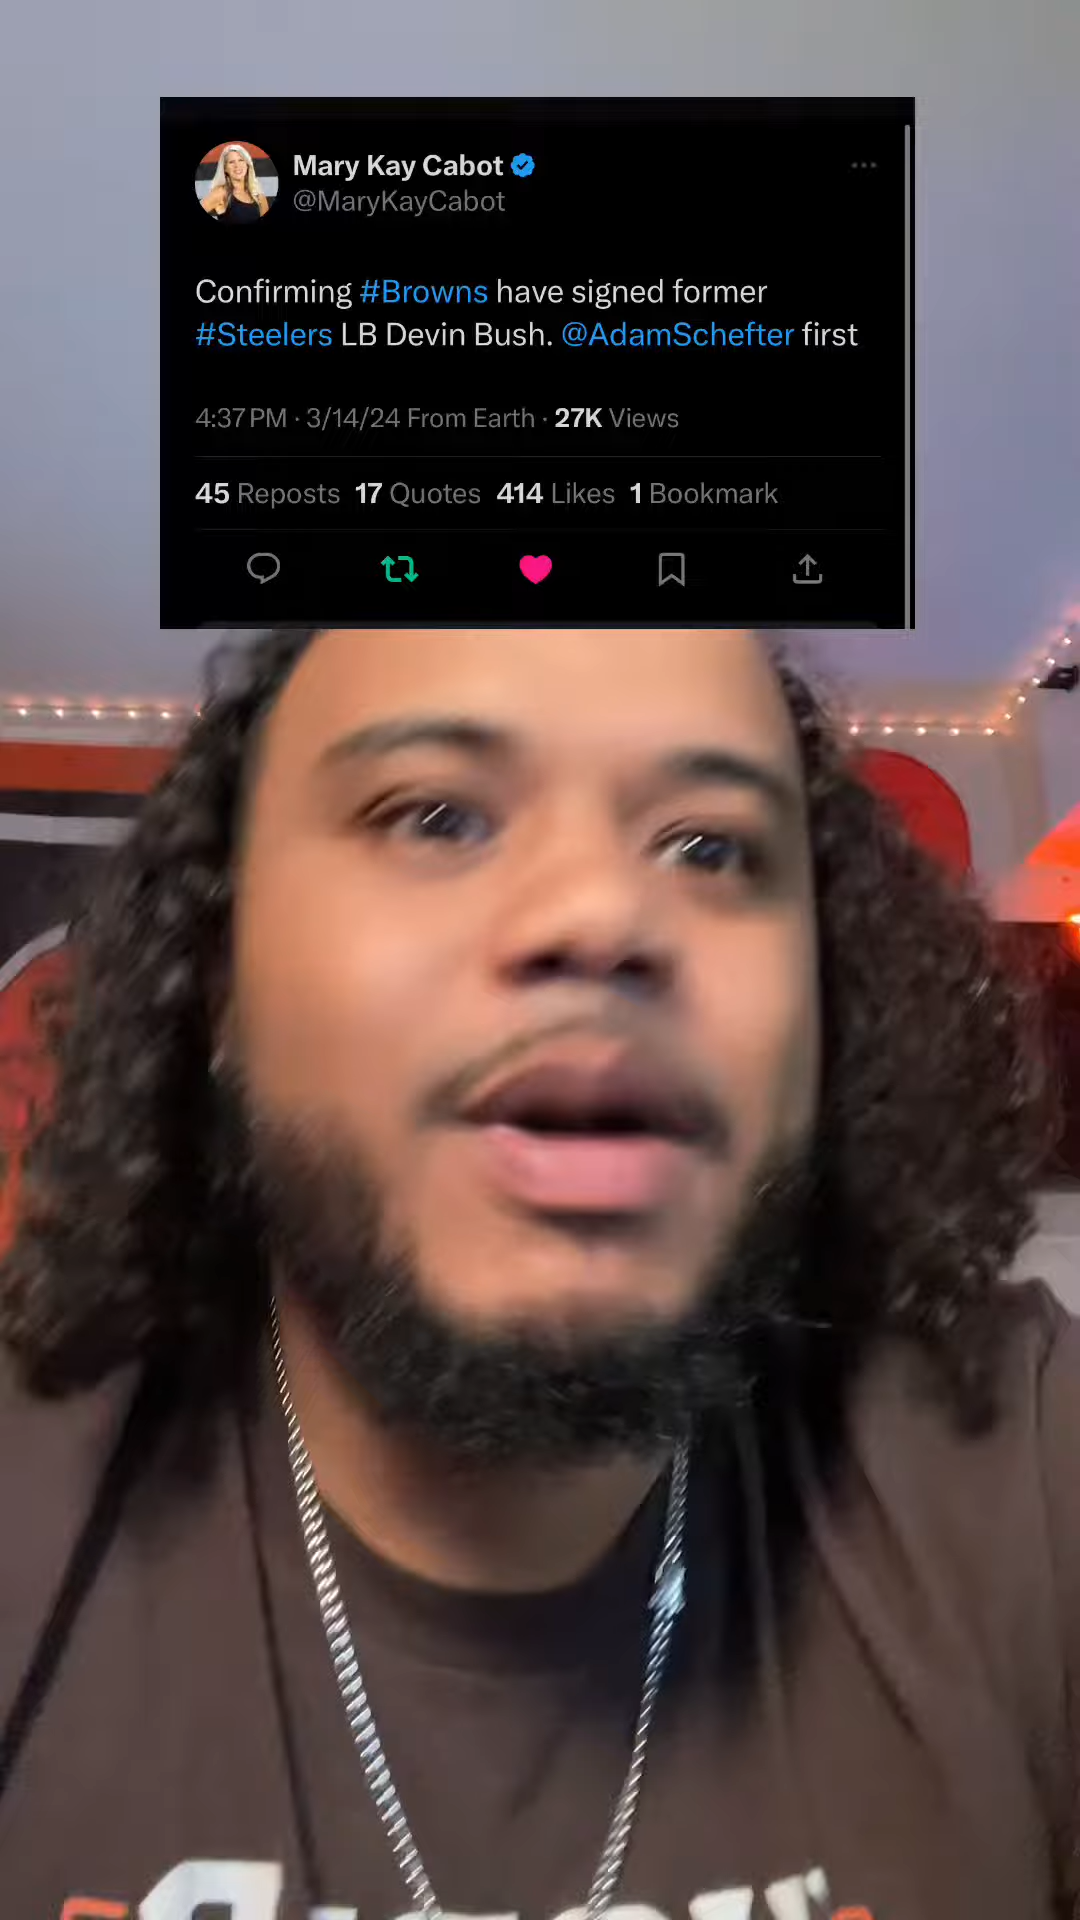 Mary Kay Cabot
@MaryKayCabot
Confirming #Browns have signed former
#Steelers LB Devin Bush. @AdamSchefter first
4:37 PM · 3/14/24 From Earth · 27K Views
45 Reposts 17 Quotes 414 Likes 1 Bookmark